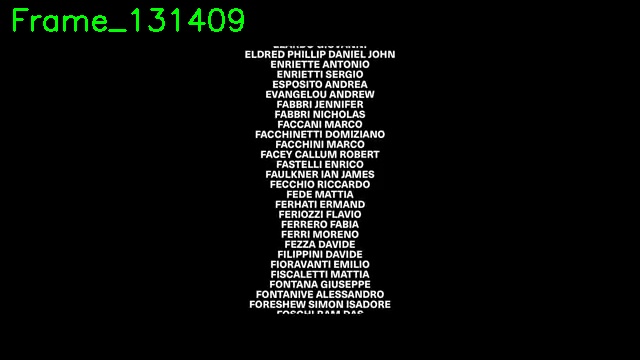 Frame_131409
ELDRED PHILLIP DANIEL JOHN
ENRIETTE ANTONIO
ENRIETTI SERGIO
ESPOSITO ANDREA
EVANGELOU ANDREW
FABBRI JENNIFER
FABBRI NICHOLAS
FACCANI MARCO
FACCHINETTI DOMIZIANO
FACCHINI MARCO
FACEY CALLUM ROBERT
FASTELLI ENRICO
FAULKNER IAN JAMES
FECCHIO RICCARDO
FEDE MATTIA
FERHATI ERMAND
FERIOZZI FLAVIO
FERRERO FABIA
FERRI MORENO
FEZZA DAVIDE
FILIPPINI DAVIDE
FIORAVANTI EMILIO
FISCALETTI MATTIA
FONTANA GIUSEPPE
FONTANIVE ALESSANDRO
FORESHEW SIMON ISADORE
FOSCHI RAM DAS